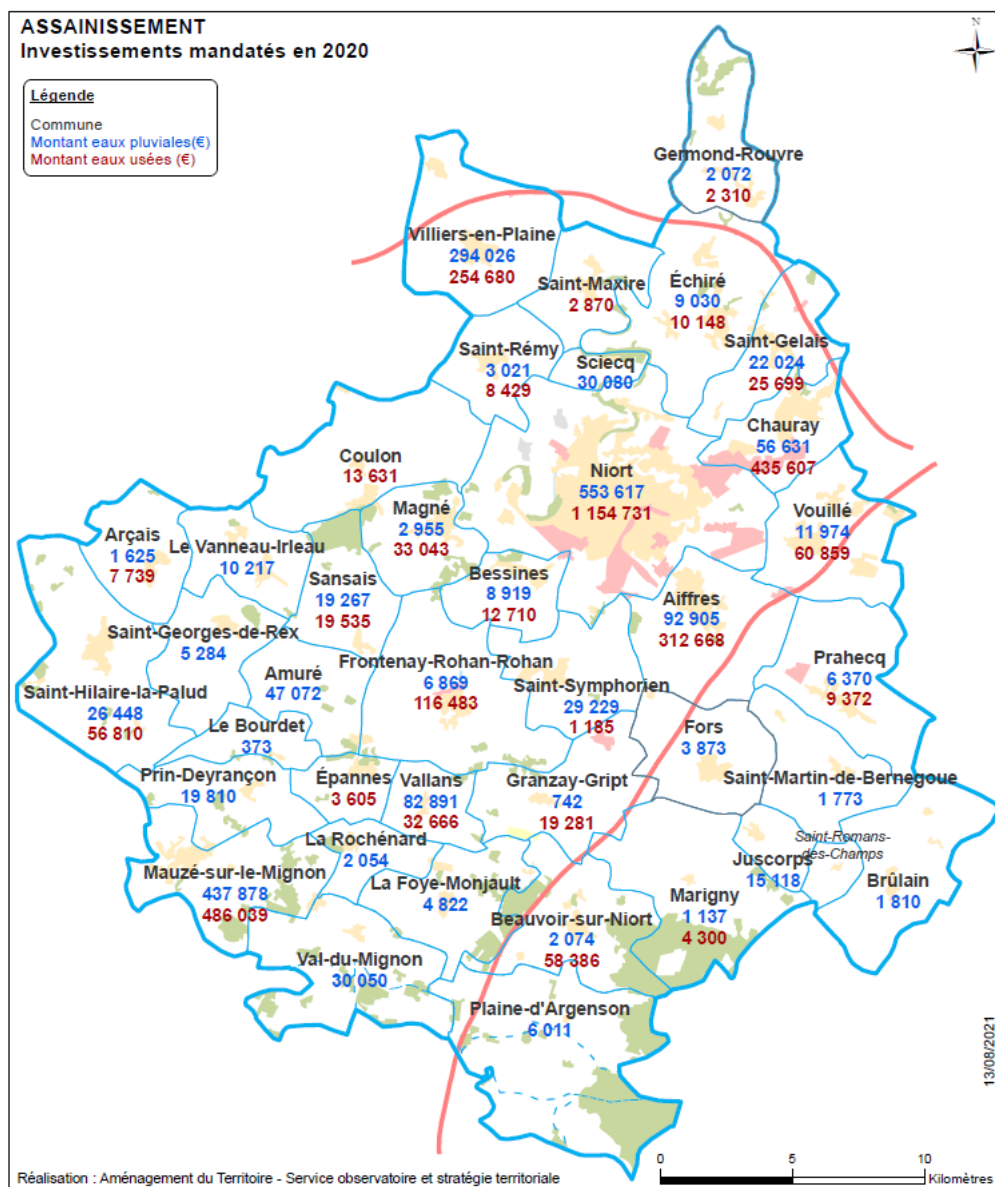 ASSAINISSEMENT
Investissements mandatés en 2020
N
Légende
Commune
Montant eaux pluviales(€)
Montant eaux usées (€)
Germond-Rouvre
2 072
2 310
Villiers-en-Plaine
294 026
254 680
Saint-Maxire
2 870
Échiré
9 030
10 148
Saint-Gelais
22 024
25 699
Saint-Rémy
3 021
8 429
Sciecq
30 080
Chauray
56 631
435 607
Coulon
13 631
Niort
553 617
1 154 731
Magné
2 955
33 043
Vouillé
11 974
60 859
Arçais
1 625
7 739
Le Vanneau-Irleau
10 217
Sansais
19 267
19 535
Bessines
8 919
12 710
Aiffres
92 905
312 668
Saint-Georges-de-Rex
5 284
Amuré
47 072
Frontenay-Rohan-Rohan
6 869
116 483
Saint-Symphorien
29 229
1 185
Prahecq
6 370
9 372
Saint-Hilaire-la-Palud
26 448
56 810
Le Bourdet
373
Fors
3 873
Prin-Deyrançon
19 810
Épannes
3 605
Vallans
82 891
32 666
Granzay-Gript
742
19 281
Saint-Martin-de-Bernegoue
1 773
La Rochénard
2 054
Saint-Romans-
des-Champs
Juscorps
15 118
Brûlain
1 810
Mauzé-sur-le-Mignon
437 878
486 039
La Foye-Monjault
4 822
Marigny
1 137
4 300
Beauvoir-sur-Niort
2 074
58 386
Val-du-Mignon
30 050
Plaine-d'Argenson
6 011
13/08/2021
0 5 10
Kilomètres
Réalisation : Aménagement du Territoire - Service observatoire et stratégie territoriale